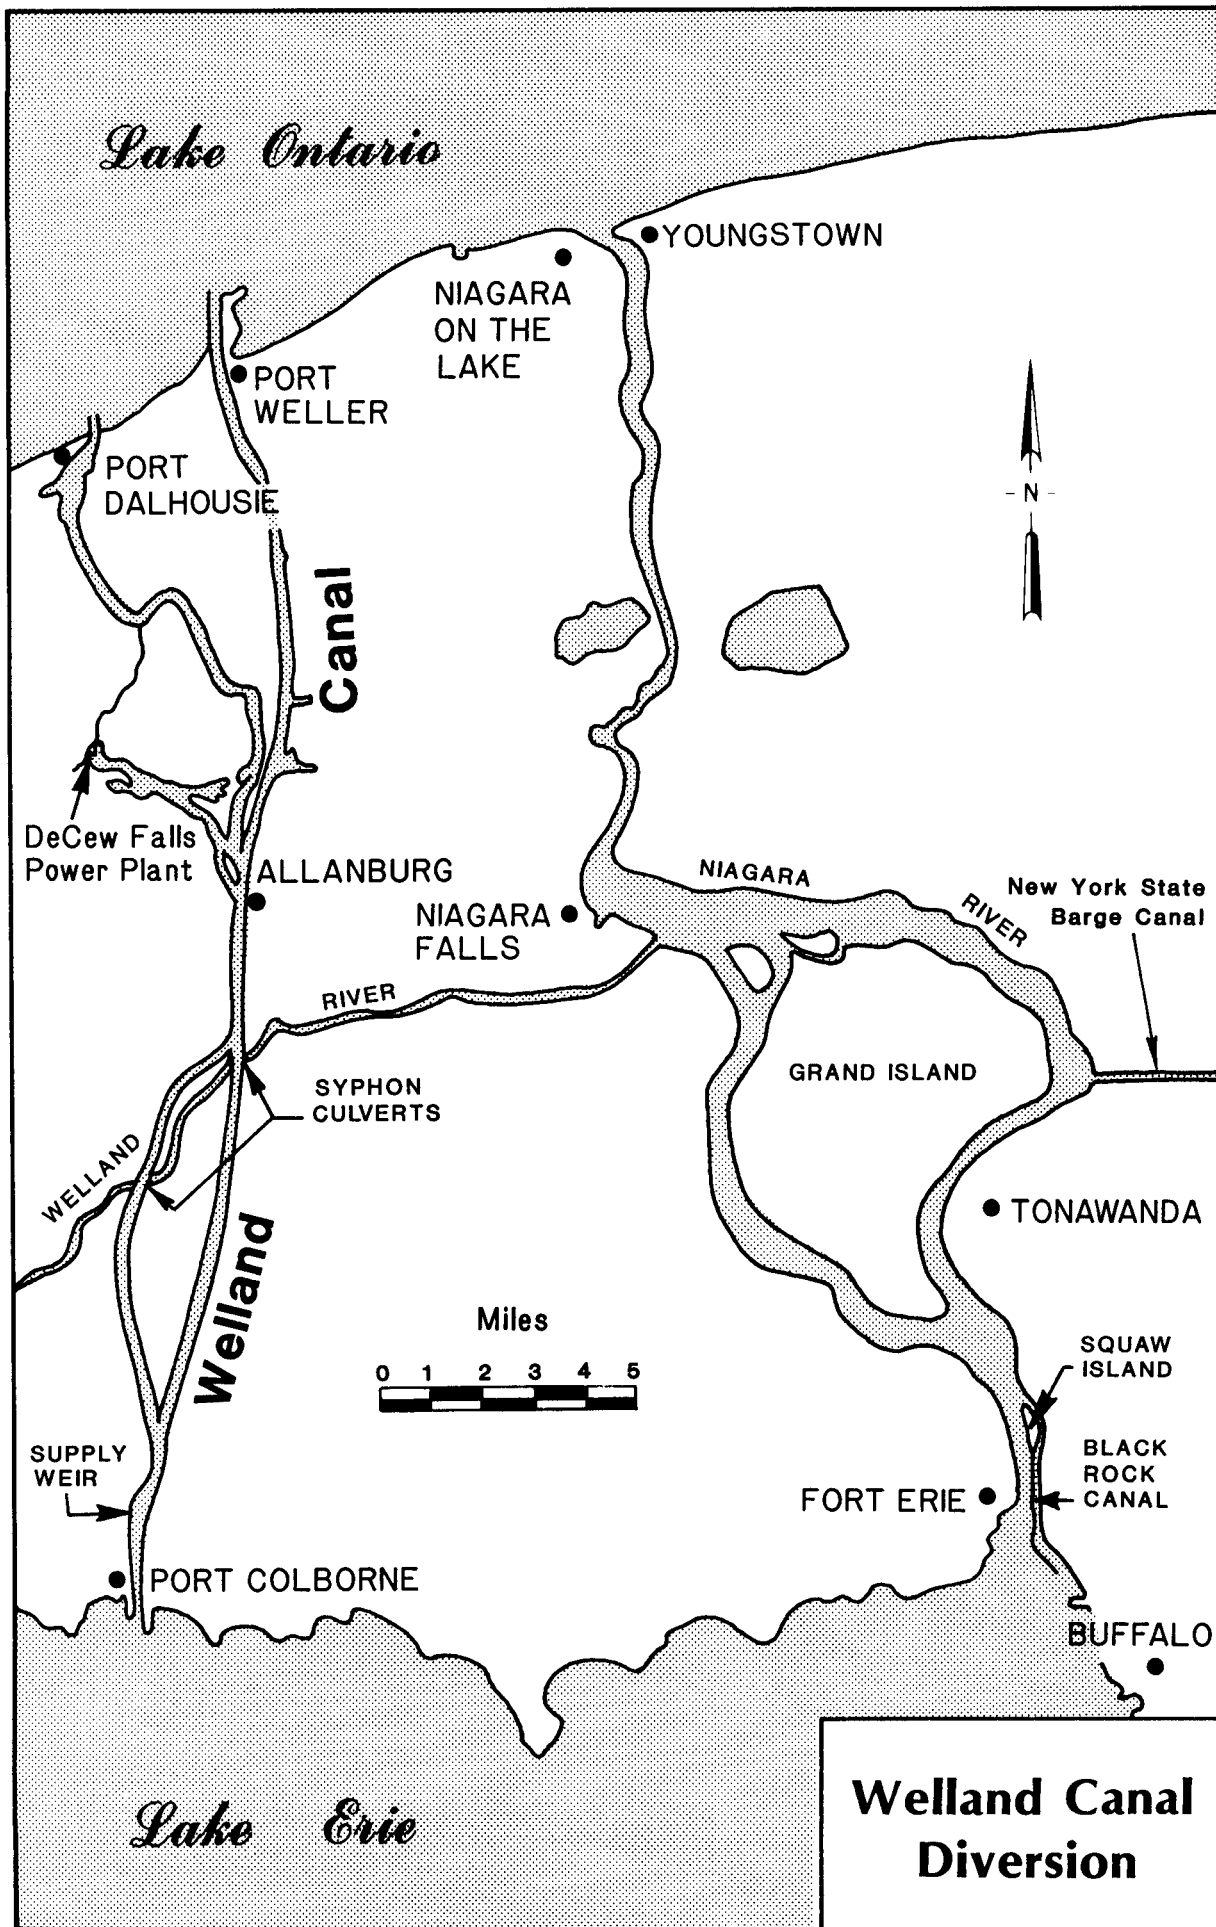 Lake Ontario
YOUNGSTOWN
NIAGARA
ON THE
LAKE
PORT
WELLER
PORT
DALHOUSIE
- N -
Canal
DeCew Falls
Power Plant
ALLANBURG
NIAGARA
FALLS
NIAGARA
RIVER
New York State
Barge Canal
RIVER
GRAND ISLAND
SYPHON
CULVERTS
WELLAND
TONAWANDA
Welland
Miles
0 1 2 3 4 5
SQUAW
ISLAND
SUPPLY
WEIR
BLACK
ROCK
CANAL
FORT ERIE
PORT COLBORNE
BUFFALO
Lake Erie
Welland Canal
Diversion